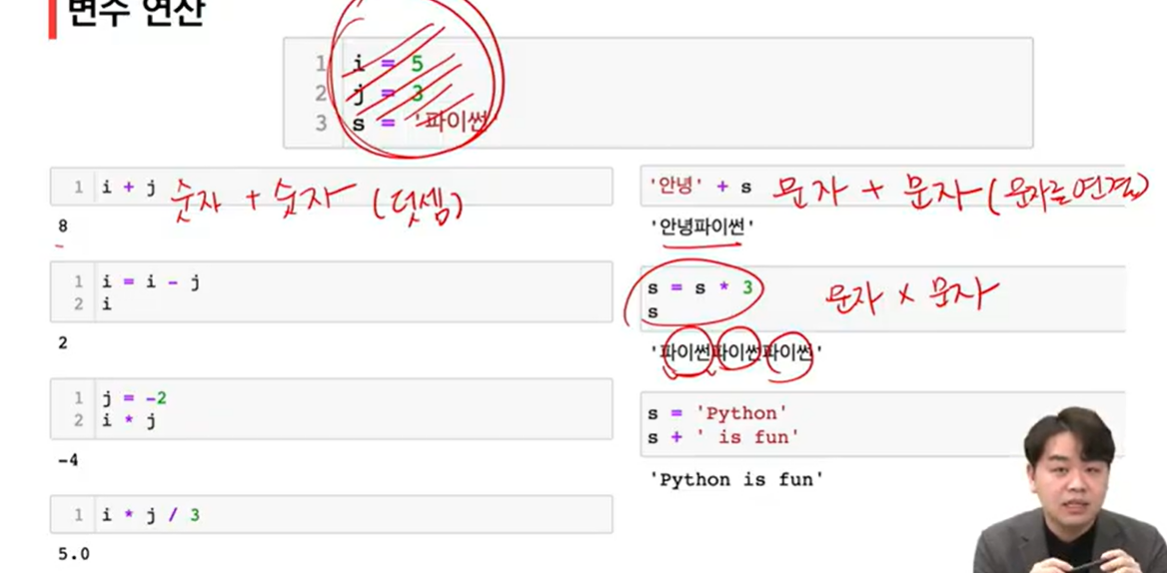 변수 연산
1 i = 5
2 j = 3
3 s = '파이썬'
1 i + j 숫자 + 숫자 (덧셈)
8
1 i = i - j
2 i
2
1 j = -2
2 i * j
-4
1 i * j / 3
5.0
'안녕' + s 문자 + 문자 (문자는 연결)
'안녕파이썬'
s = s * 3 문자 × 문자
s
'파이썬파이썬파이썬'
s = 'Python'
s + ' is fun'
'Python is fun'